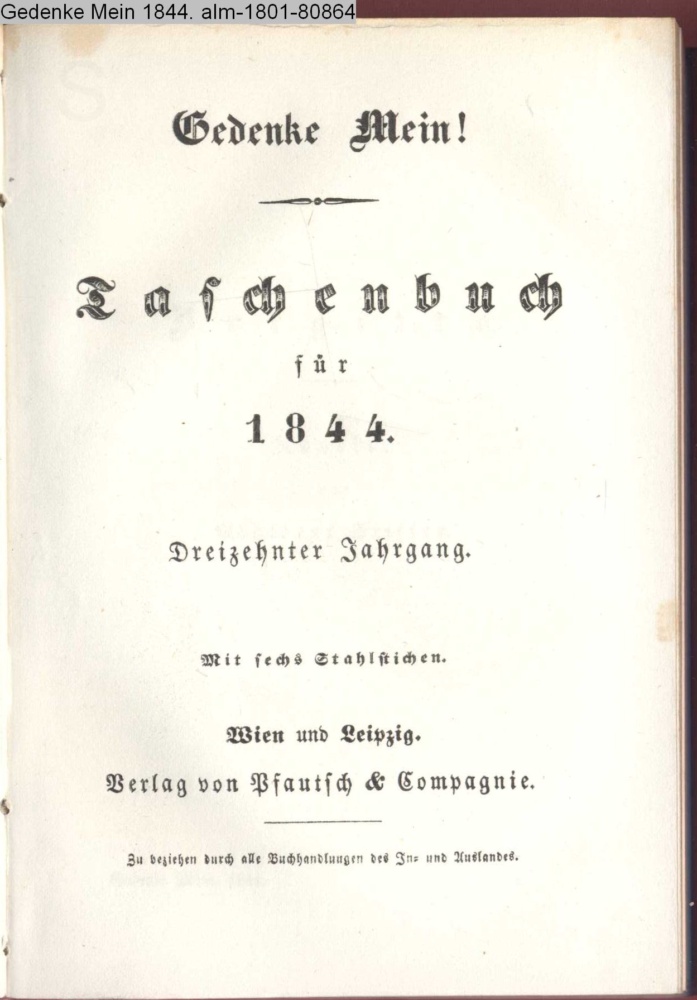 Gedenke Mein 1844. alm-1801-80864
Gedenke Mein!
Taschenbuch
für
1844.
Dreizehnter Jahrgang.
Mit sechs Stahlstichen.
Wien und Leipzig.
Verlag von Pfautsch & Compagnie.
Zu beziehen durch alle Buchhandlungen des In- und Auslandes.